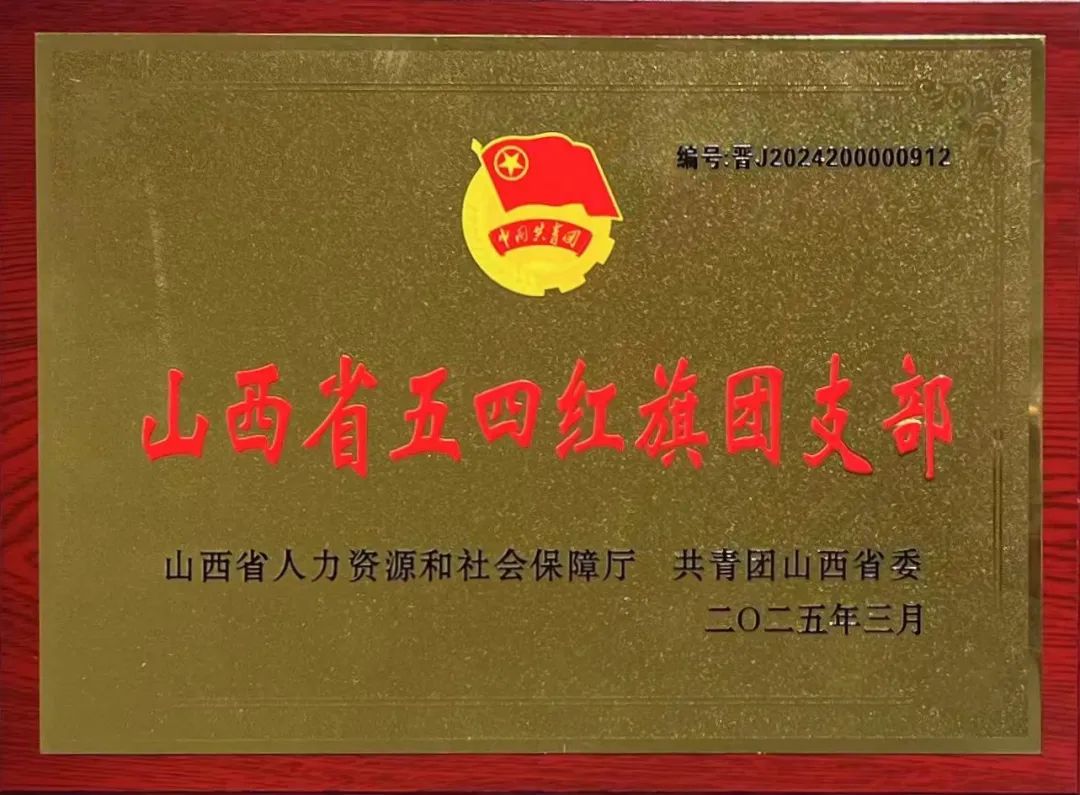 编号:晋J2024200000912
中国共青团
山西省五四红旗团支部
山西省人力资源和社会保障厅 共青团山西省委
二〇二五年三月